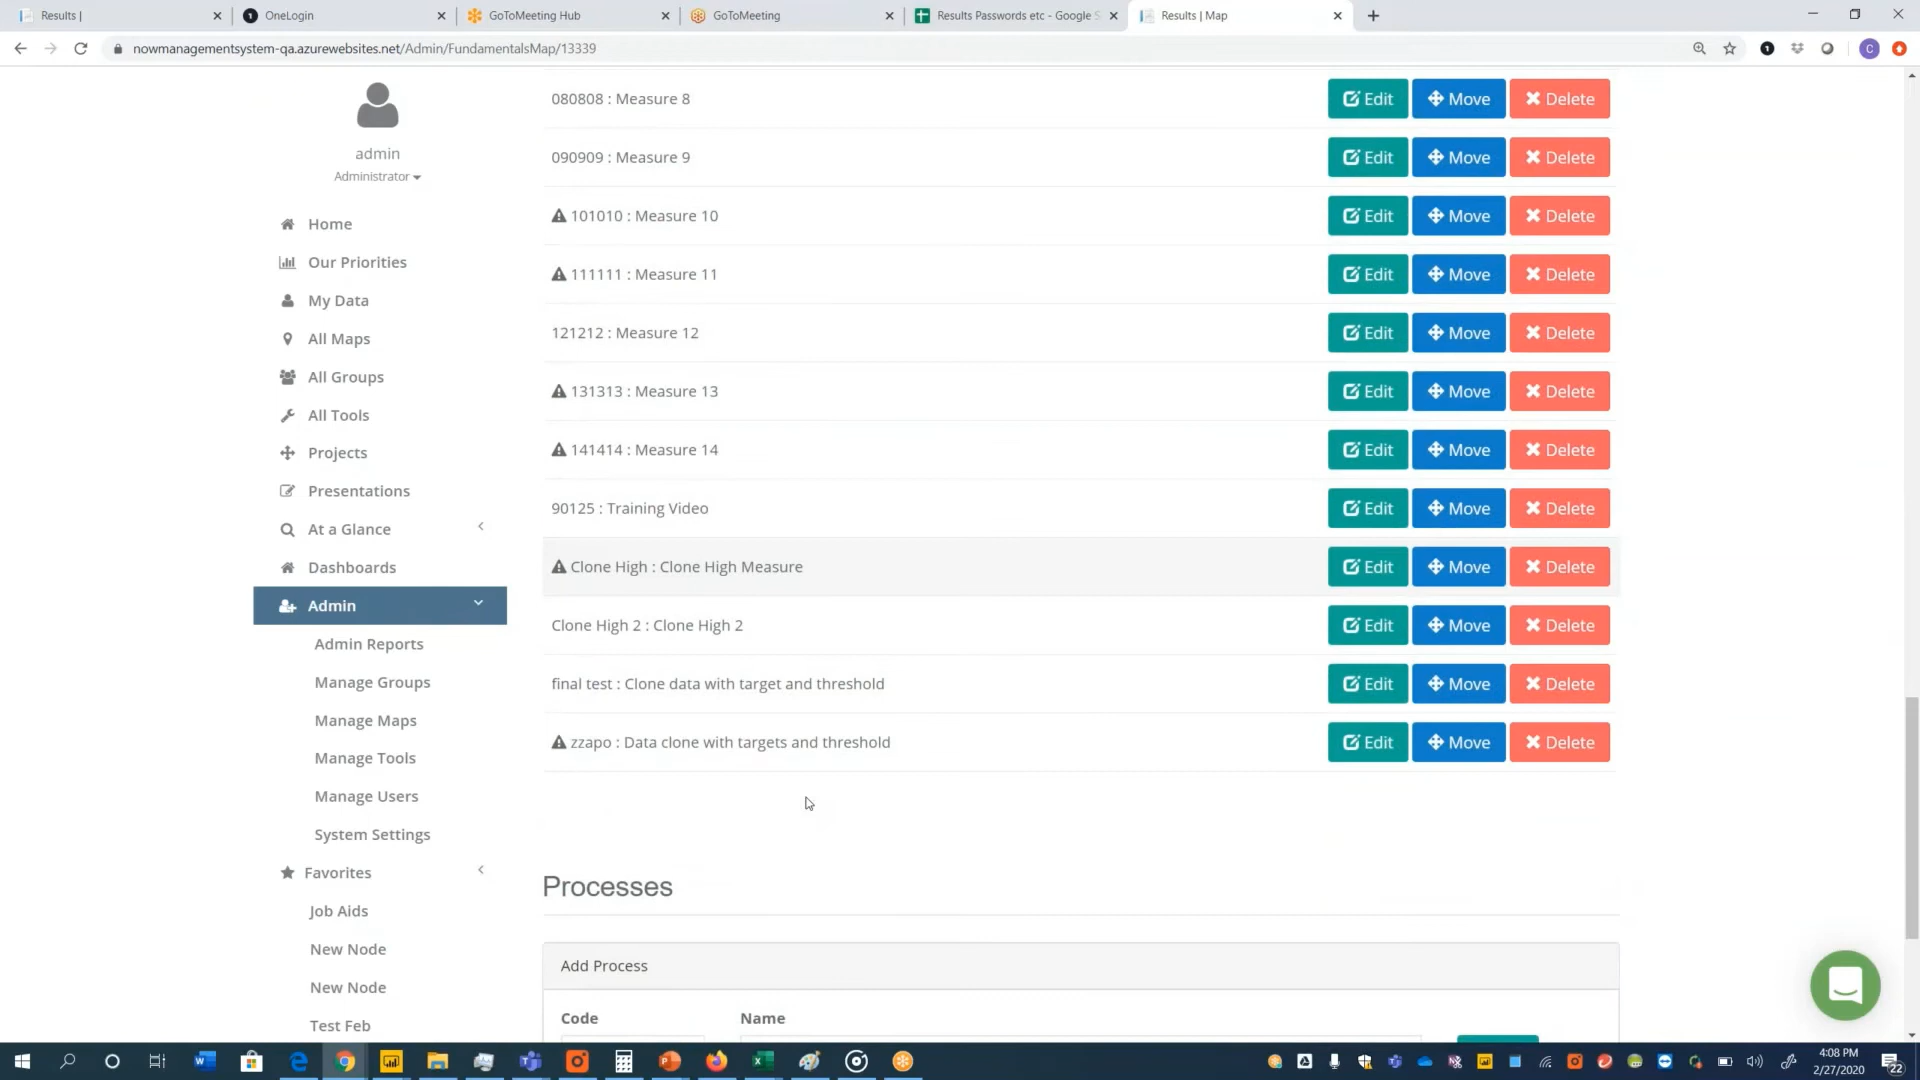 Results |
OneLogin
GoToMeeting Hub
GoToMeeting
Results Passwords etc - Google S
Results | Map
nowmanagementsystem-qa.azurewebsites.net/Admin/FundamentalsMap/13339
C
admin
Administrator
Home
Our Priorities
My Data
All Maps
All Groups
All Tools
Projects
Presentations
At a Glance
Dashboards
Admin
Admin Reports
Manage Groups
Manage Maps
Manage Tools
Manage Users
System Settings
Favorites
Job Aids
New Node
New Node
Test Feb
080808 : Measure 8 Edit Move Delete
090909 : Measure 9 Edit Move Delete
101010 : Measure 10 Edit Move Delete
111111 : Measure 11 Edit Move Delete
121212 : Measure 12 Edit Move Delete
131313 : Measure 13 Edit Move Delete
141414 : Measure 14 Edit Move Delete
90125 : Training Video Edit Move Delete
Clone High : Clone High Measure Edit Move Delete
Clone High 2 : Clone High 2 Edit Move Delete
final test : Clone data with target and threshold Edit Move Delete
zzapo : Data clone with targets and threshold Edit Move Delete
Processes
Add Process
Code Name
4:08 PM
2/27/2020
22